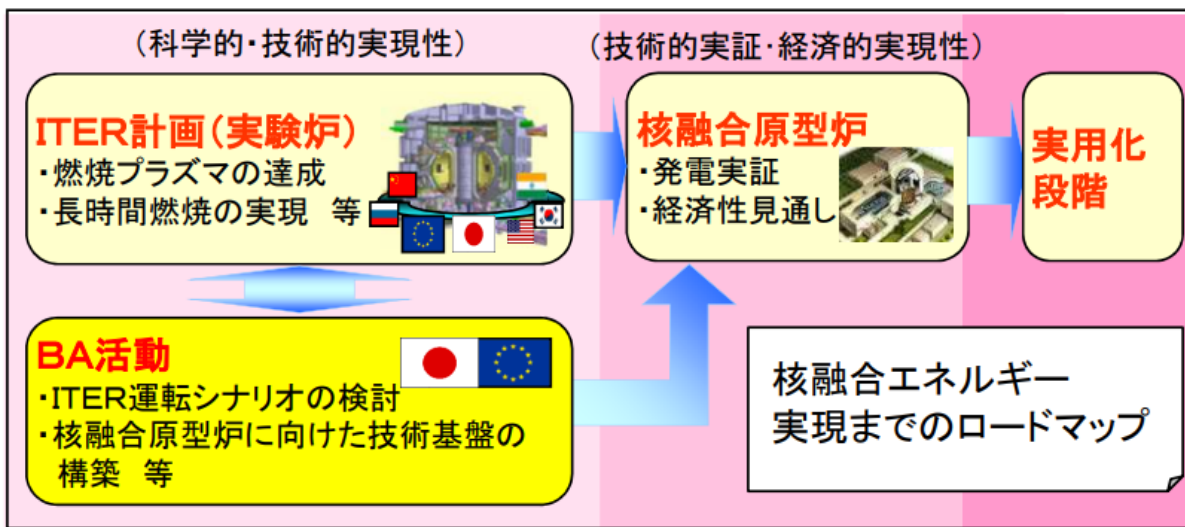 (科学的・技術的実現性)
(技術的実証・経済的実現性)
ITER計画(実験炉)
・燃焼プラズマの達成
・長時間燃焼の実現 等
核融合原型炉
・発電実証
・経済性見通し
実用化
段階
BA活動
・ITER運転シナリオの検討
・核融合原型炉に向けた技術基盤の
構築 等
核融合エネルギー
実現までのロードマップ